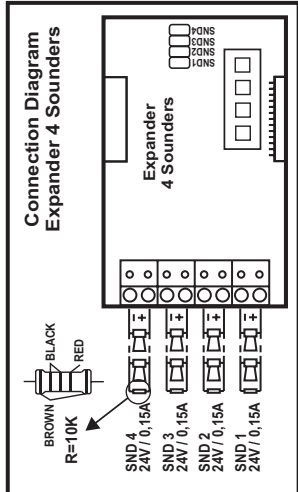 Connection Diagram
Expander 4 Sounders
BROWN
BLACK
RED
R=10K
SND 4
24V / 0,15A
SND 3
24V / 0,15A
SND 2
24V / 0,15A
SND 1
24V / 0,15A
- +
- +
- +
- +
Expander
4 Sounders
SND1
SND2
SND3
SND4